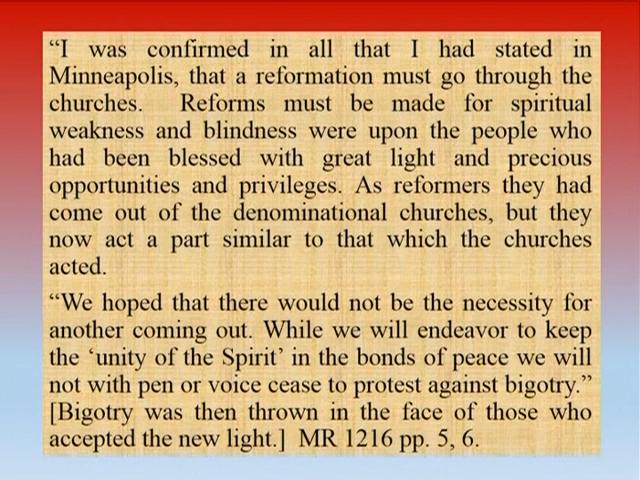 “I was confirmed in all that I had stated in
Minneapolis, that a reformation must go through the
churches. Reforms must be made for spiritual
weakness and blindness were upon the people who
had been blessed with great light and precious
opportunities and privileges. As reformers they had
come out of the denominational churches, but they
now act a part similar to that which the churches
acted.
“We hoped that there would not be the necessity for
another coming out. While we will endeavor to keep
the ‘unity of the Spirit’ in the bonds of peace we will
not with pen or voice cease to protest against bigotry.”
[Bigotry was then thrown in the face of those who
accepted the new light.] MR 1216 pp. 5, 6.